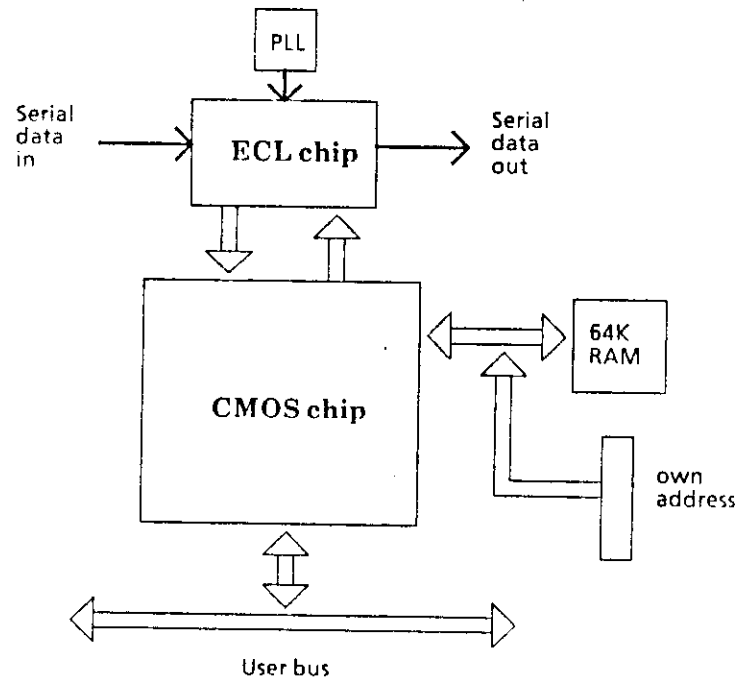 PLL
Serial
data
in
ECL chip
Serial
data
out
64K
RAM
CMOS chip
own
address
User bus